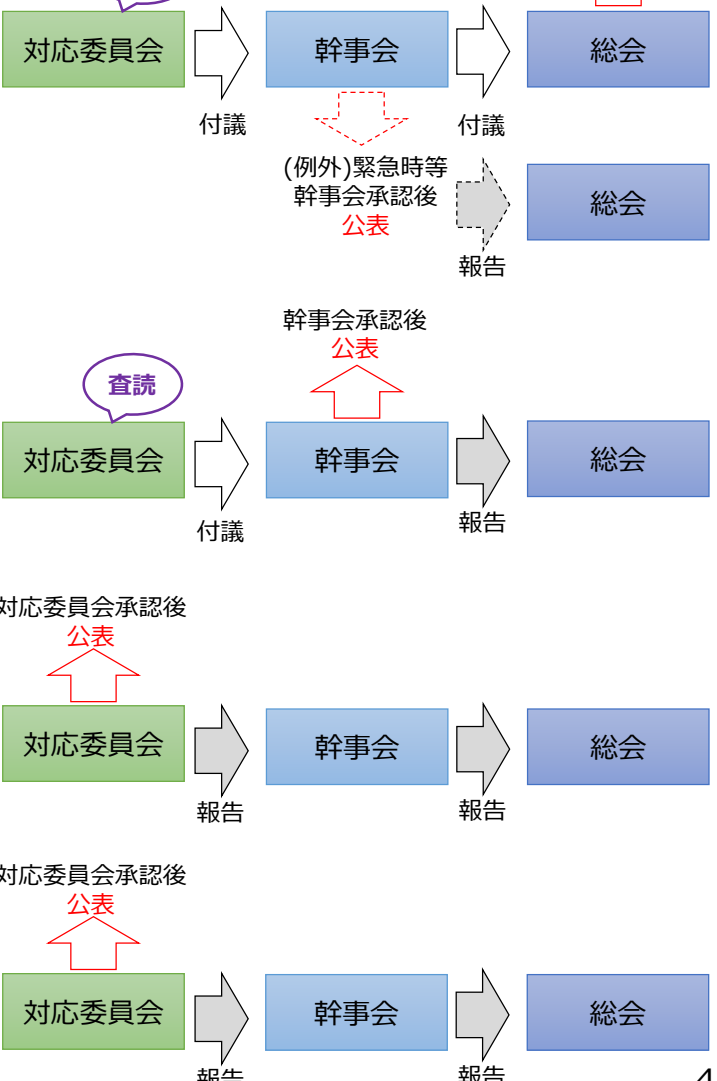 対応委員会
幹事会
総会
付議
付議
(例外)緊急時等
幹事会承認後
公表
総会
報告
幹事会承認後
公表
査読
対応委員会
幹事会
総会
付議
報告
対応委員会承認後
公表
対応委員会
幹事会
総会
報告
報告
対応委員会承認後
公表
対応委員会
幹事会
総会
報告
報告
4